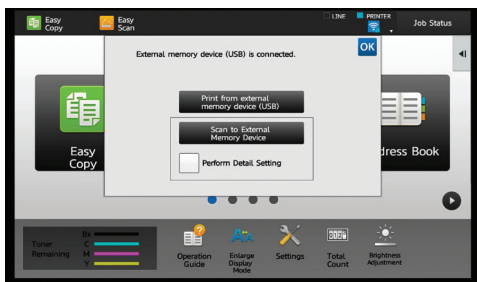 Easy
Copy
Easy
Scan
LINE
PRINTER
Job Status
External memory device (USB) is connected.
OK
Print from external
memory device (USB)
Scan to External
Memory Device
Perform Detail Setting
Easy
Copy
dress Book
Toner
Remaining
Bk
C
M
Y
Operation
Guide
Enlarge
Display
Mode
Settings
Total
Count
Brightness
Adjustment